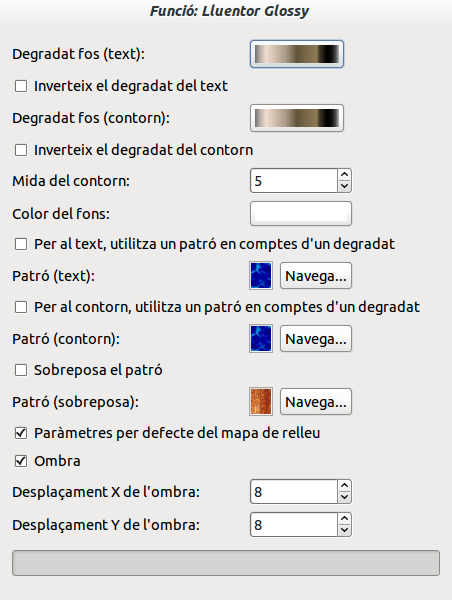 Funció: Lluentor Glossy
Degradat fos (text):
Inverteix el degradat del text
Degradat fos (contorn):
Inverteix el degradat del contorn
Mida del contorn: 5
Color del fons:
Per al text, utilitza un patró en comptes d'un degradat
Patró (text): Navega...
Per al contorn, utilitza un patró en comptes d'un degradat
Patró (contorn): Navega...
Sobreposa el patró
Patró (sobreposa): Navega...
Paràmetres per defecte del mapa de relleu
Ombra
Desplaçament X de l'ombra: 8
Desplaçament Y de l'ombra: 8